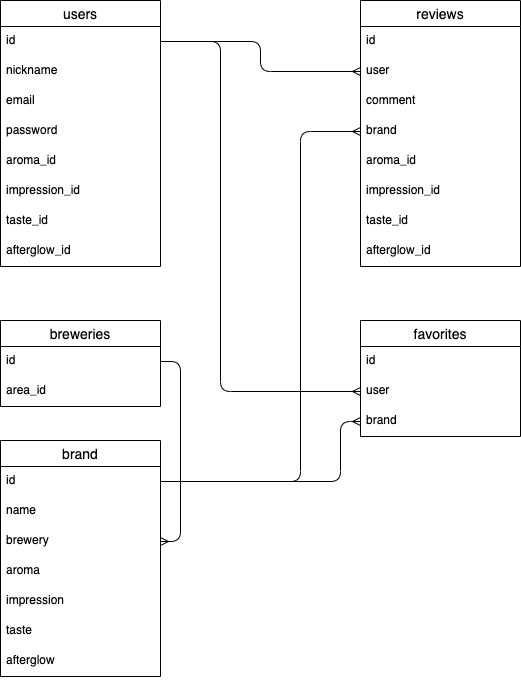 users
id
nickname
email
password
aroma_id
impression_id
taste_id
afterglow_id
reviews
id
user
comment
brand
aroma_id
impression_id
taste_id
afterglow_id
breweries
id
area_id
favorites
id
user
brand
brand
id
name
brewery
aroma
impression
taste
afterglow